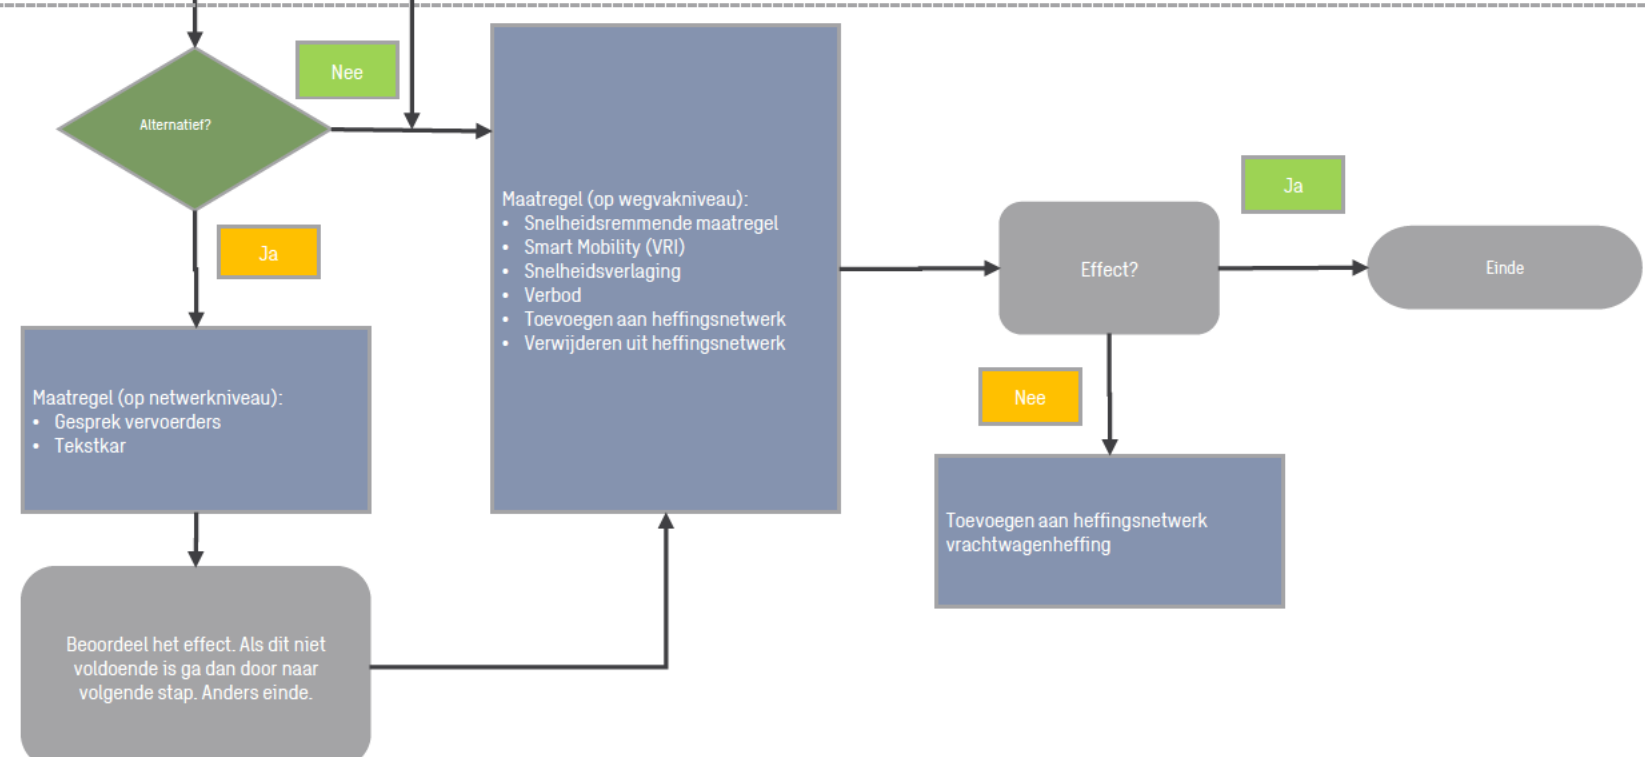 Nee
Alternatief?
Ja
Maatregel (op netwerkniveau):
• Gesprek vervoerders
• Tekstkar
Beoordeel het effect. Als dit niet
voldoende is ga dan door naar
volgende stap. Anders einde.
Maatregel (op wegvakniveau):
• Snelheidsremmende maatregel
• Smart Mobility (VRI)
• Snelheidsverlaging
• Verbod
• Toevoegen aan heffingsnetwerk
• Verwijderen uit heffingsnetwerk
Effect?
Ja
Einde
Nee
Toevoegen aan heffingsnetwerk
vrachtwagenheffing